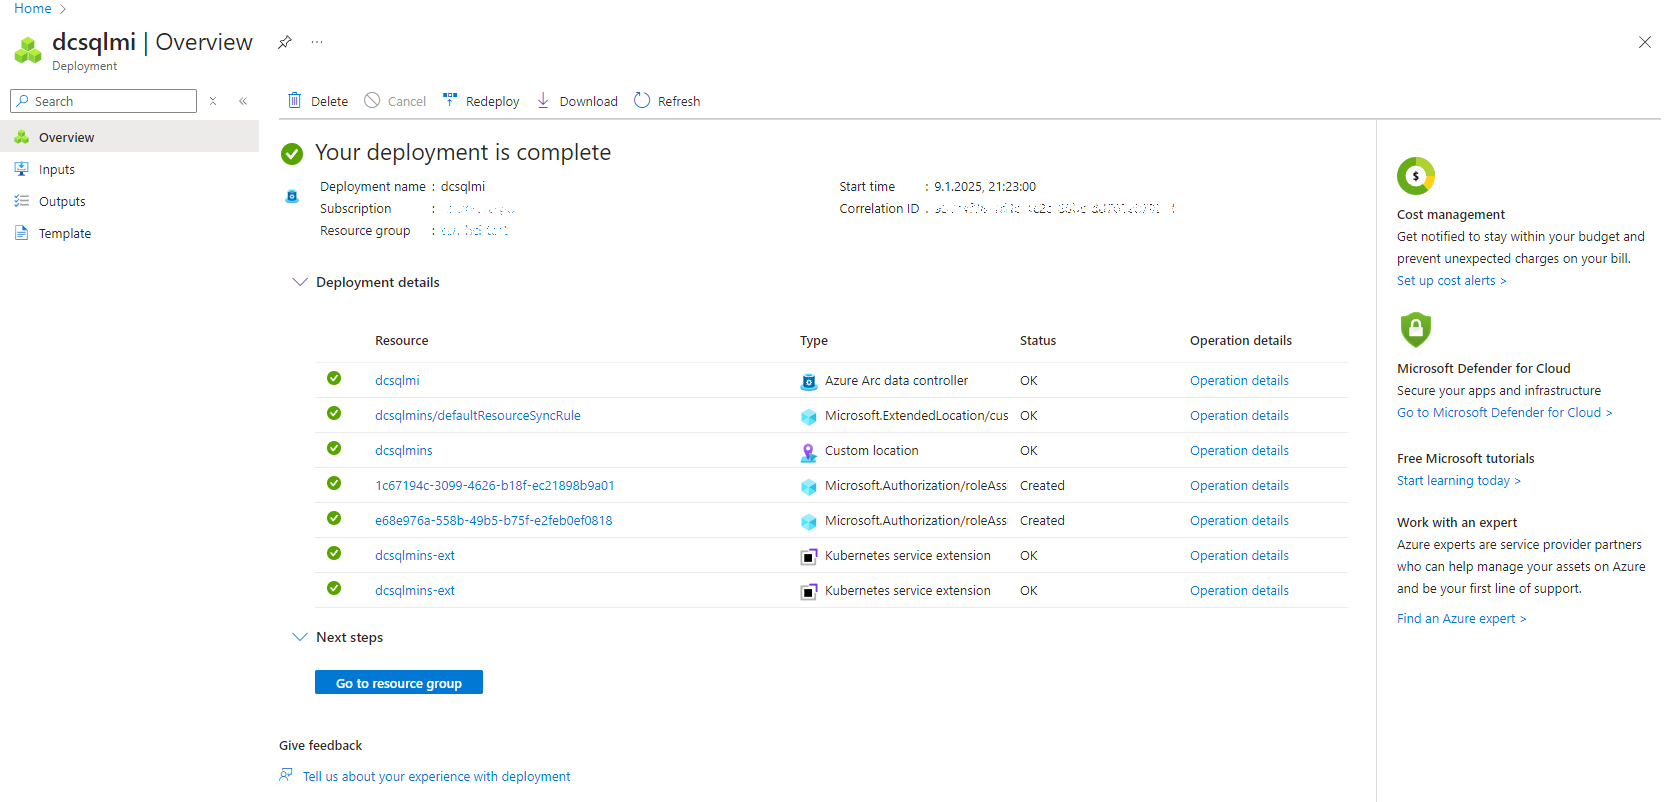 Home
dcsqlmi | Overview
Deployment
Search
Overview
Inputs
Outputs
Template
Delete Cancel Redeploy Download Refresh
Your deployment is complete
Deployment name : dcsqlmi
Subscription :
Resource group :
Start time : 9.1.2025, 21:23:00
Correlation ID :
Deployment details
Resource Type Status Operation details
dcsqlmi Azure Arc data controller OK Operation details
dcsqlmins/defaultResourceSyncRule Microsoft.ExtendedLocation/cus OK Operation details
dcsqlmins Custom location OK Operation details
1c67194c-3099-4626-b18f-ec21898b9a01 Microsoft.Authorization/roleAss Created Operation details
e68e976a-558b-49b5-b75f-e2feb0ef0818 Microsoft.Authorization/roleAss Created Operation details
dcsqlmins-ext Kubernetes service extension OK Operation details
dcsqlmins-ext Kubernetes service extension OK Operation details
Next steps
Go to resource group
Give feedback
Tell us about your experience with deployment
Cost management
Get notified to stay within your budget and
prevent unexpected charges on your bill.
Set up cost alerts >
Microsoft Defender for Cloud
Secure your apps and infrastructure
Go to Microsoft Defender for Cloud >
Free Microsoft tutorials
Start learning today >
Work with an expert
Azure experts are service provider partners
who can help manage your assets on Azure
and be your first line of support.
Find an Azure expert >